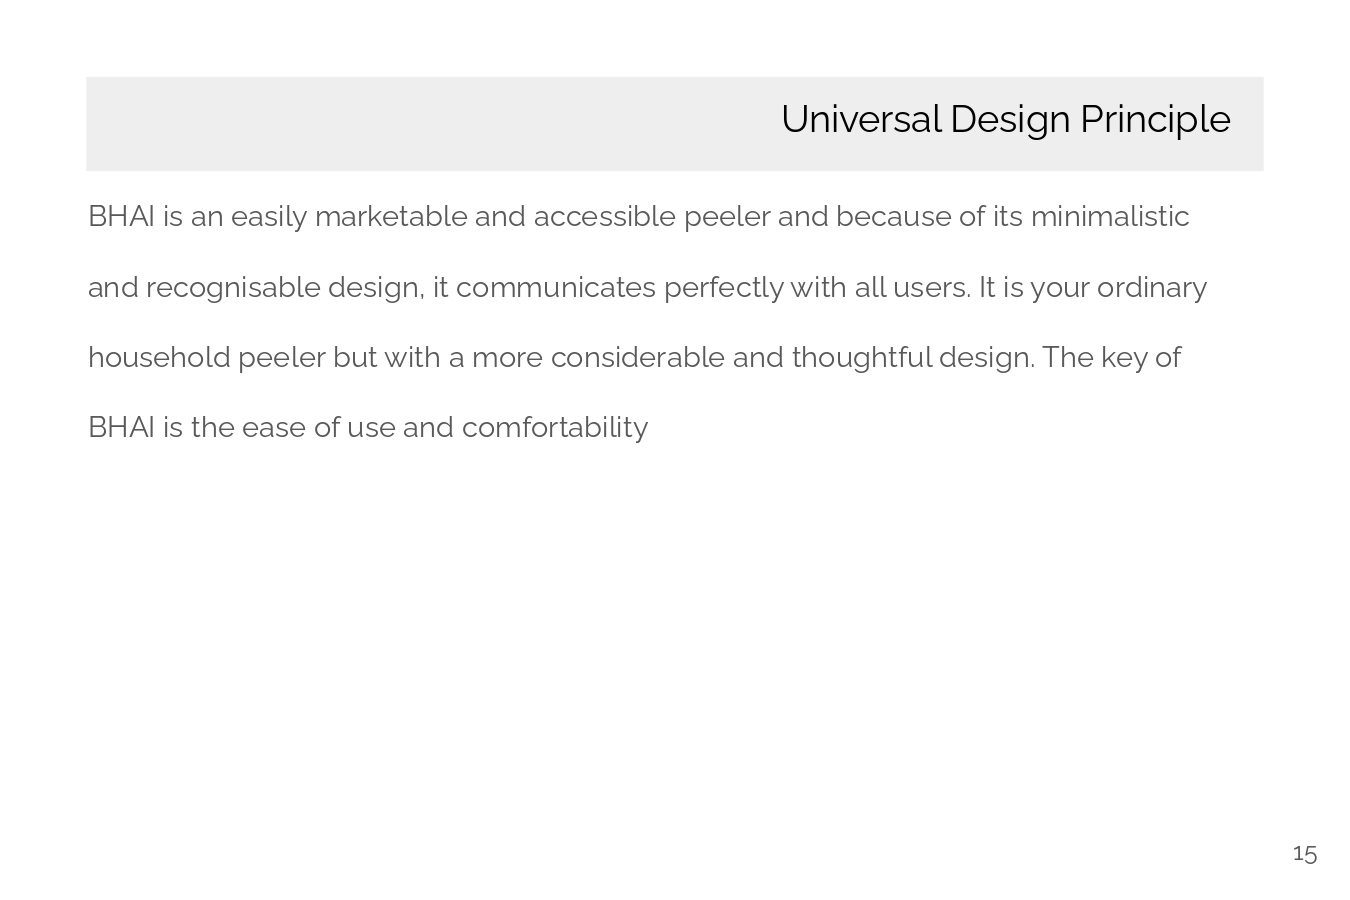 Universal Design Principle
BHAI is an easily marketable and accessible peeler and because of its minimalistic
and recognisable design, it communicates perfectly with all users. It is your ordinary
household peeler but with a more considerable and thoughtful design. The key of
BHAI is the ease of use and comfortability
15